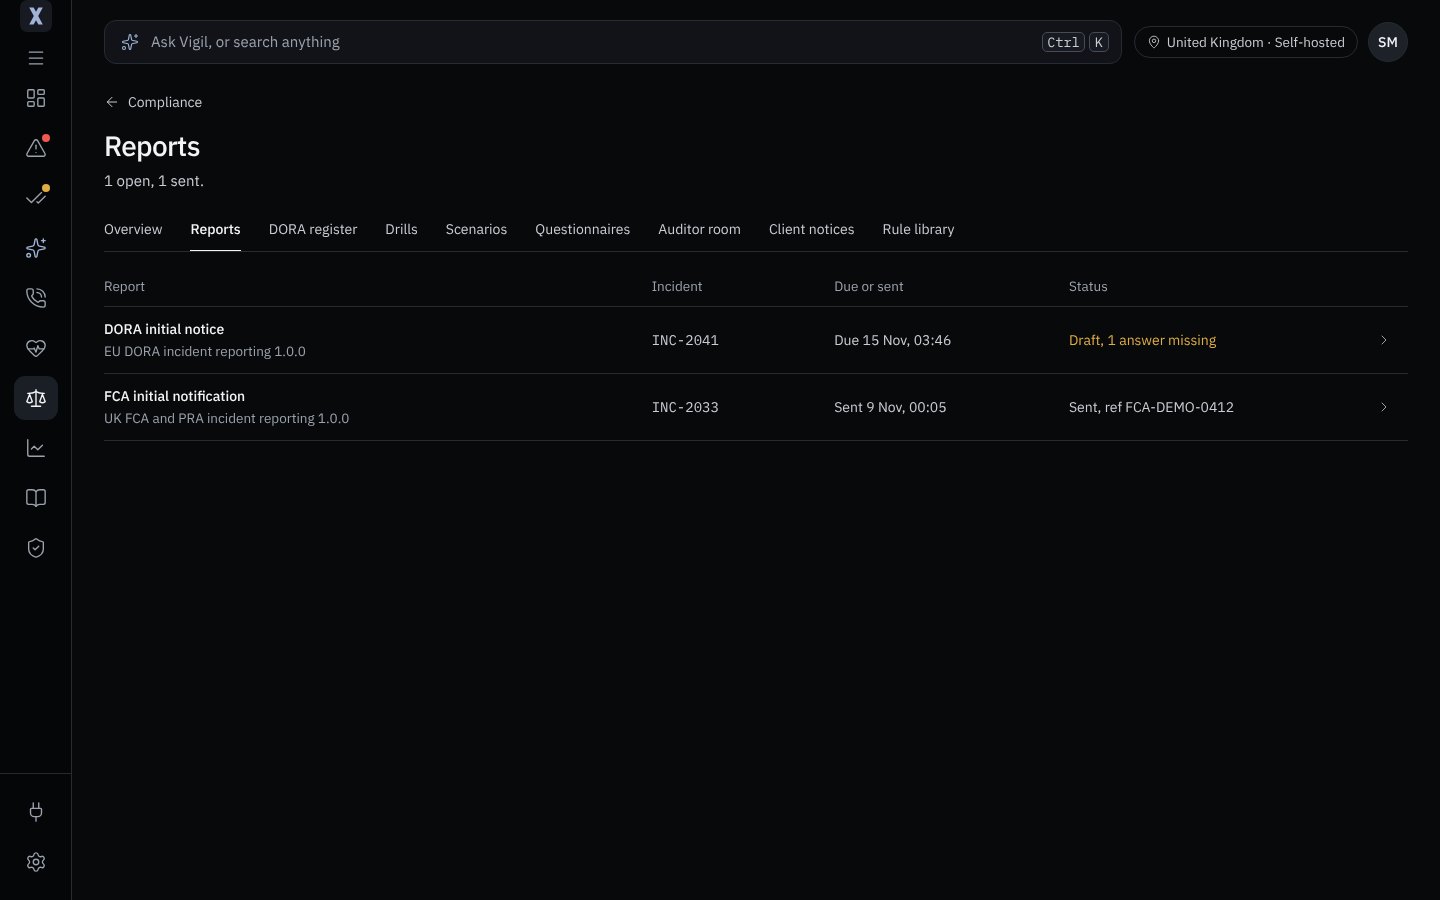 X
Ask Vigil, or search anything
Ctrl K
United Kingdom · Self-hosted
SM
Compliance
Reports
1 open, 1 sent.
Overview Reports DORA register Drills Scenarios Questionnaires Auditor room Client notices Rule library
Report Incident Due or sent Status
DORA initial notice
EU DORA incident reporting 1.0.0
INC-2041 Due 15 Nov, 03:46 Draft, 1 answer missing
FCA initial notification
UK FCA and PRA incident reporting 1.0.0
INC-2033 Sent 9 Nov, 00:05 Sent, ref FCA-DEMO-0412